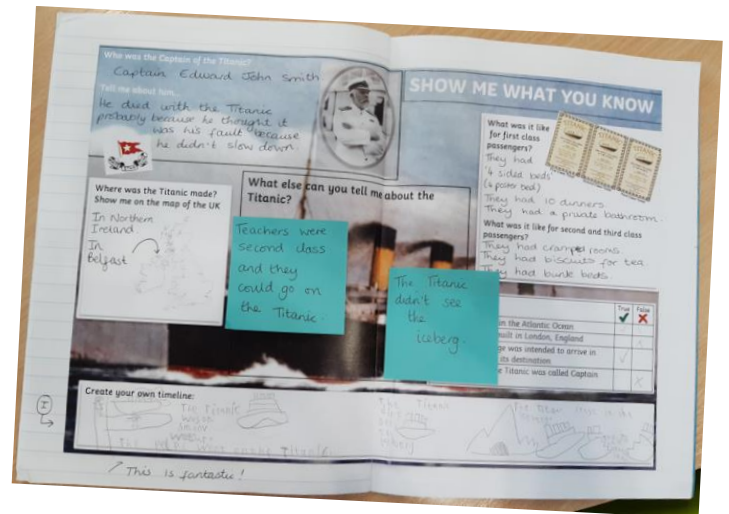 Who was the Captain of the Titanic?
Captain Edward John Smith
Tell me about him...
He died with the Titanic
probably because he thought it
was his fault because
he didn't slow down.
SHOW ME WHAT YOU KNOW
What was it like
for first class
passengers?
They had
'4 sided beds'
(4 poster bed)
They had 10 dinners.
They had a private bathroom.
What was it like for second and third class
passengers?
They had cramped rooms
They had biscuits for tea
They had bunk beds.
Where was the Titanic made?
Show me on the map of the UK
In Northern
Ireland.
In
Belfast
What else can you tell me about the
Titanic?
Teachers were
second class
and they
could go on
the Titanic.
The Titanic
didn't see
the
iceberg.
True
False
in the Atlantic Ocean
built in London, England
was intended to arrive in
its destination
Titanic was called Captain
Create your own timeline:
The Titanic
was on
The Titanic
I
This is fantastic!